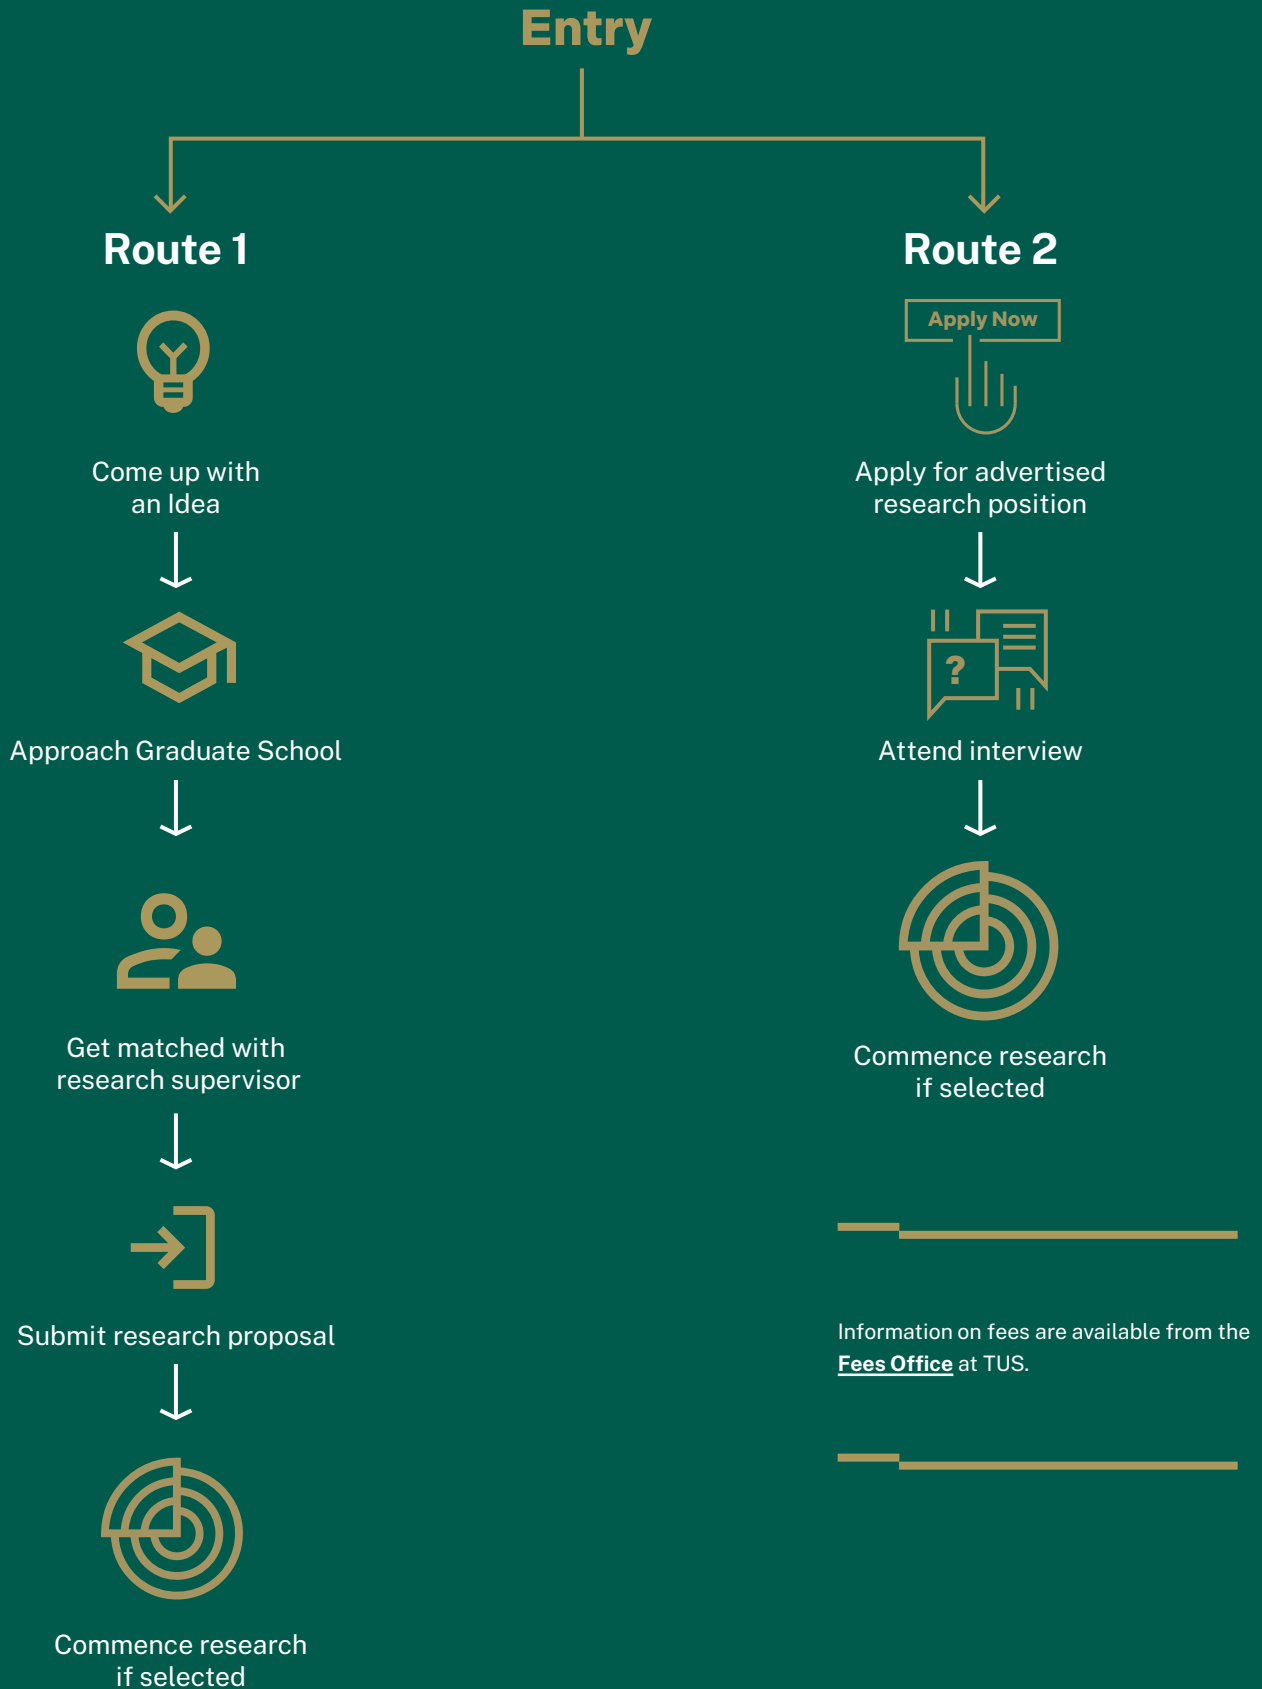 Entry
Route 1
Come up with
an Idea
Approach Graduate School
Get matched with
research supervisor
Submit research proposal
Commence research
if selected
Route 2
Apply Now
Apply for advertised
research position
?
Attend interview
Commence research
if selected
Information on fees are available from the
Fees Office at TUS.